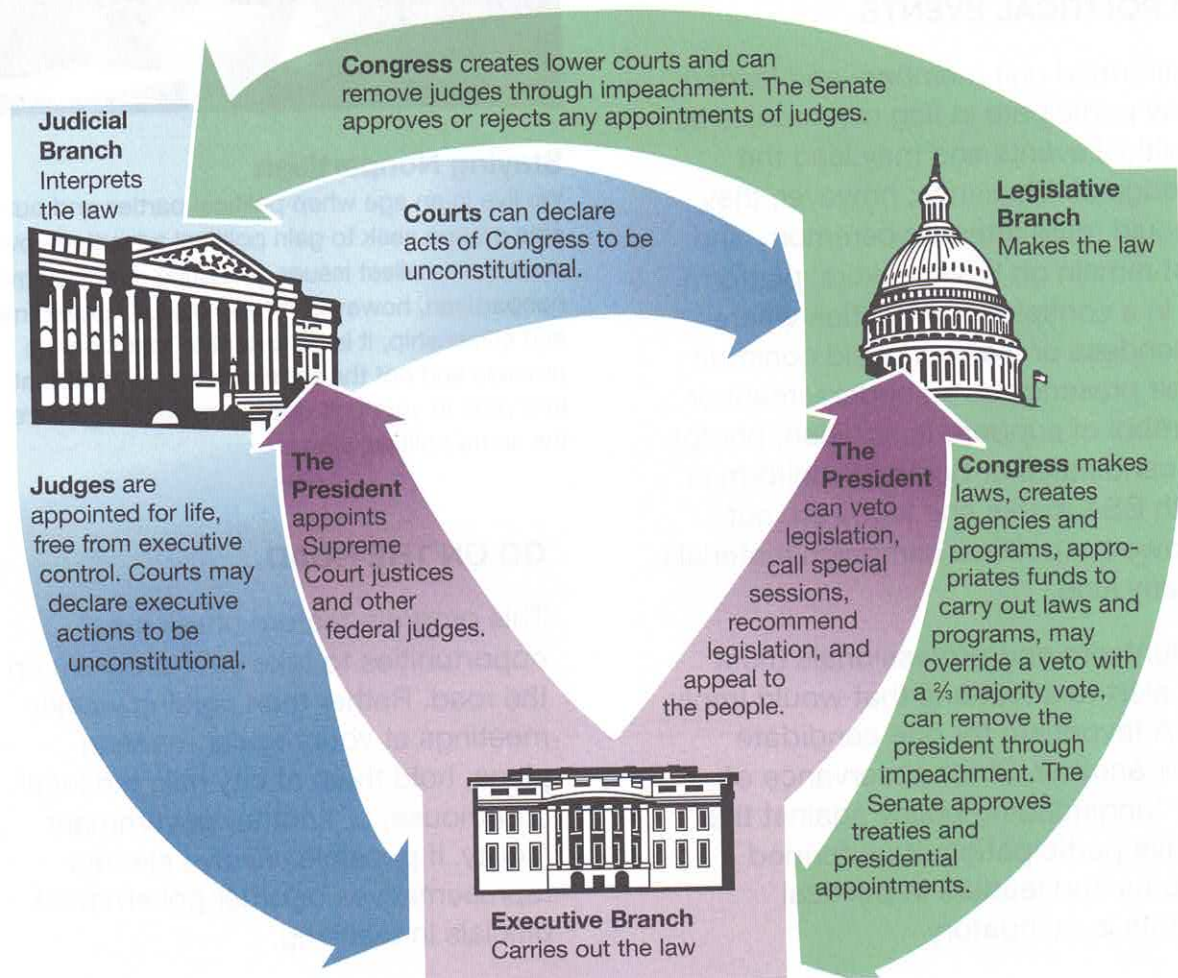 Congress creates lower courts and can
remove judges through impeachment. The Senate
approves or rejects any appointments of judges.
Judicial
Branch
Interprets
the law
Courts can declare
acts of Congress to be
unconstitutional.
Legislative
Branch
Makes the law
Judges are
appointed for life,
free from executive
control. Courts may
declare executive
actions to be
unconstitutional.
The
President
appoints
Supreme
Court justices
and other
federal judges.
The
President
can veto
legislation,
call special
sessions,
recommend
legislation, and
appeal to
the people.
Congress makes
laws, creates
agencies and
programs, appro-
priates funds to
carry out laws and
programs, may
override a veto with
a ⅔ majority vote,
can remove the
president through
impeachment. The
Senate approves
treaties and
presidential
appointments.
Executive Branch
Carries out the law